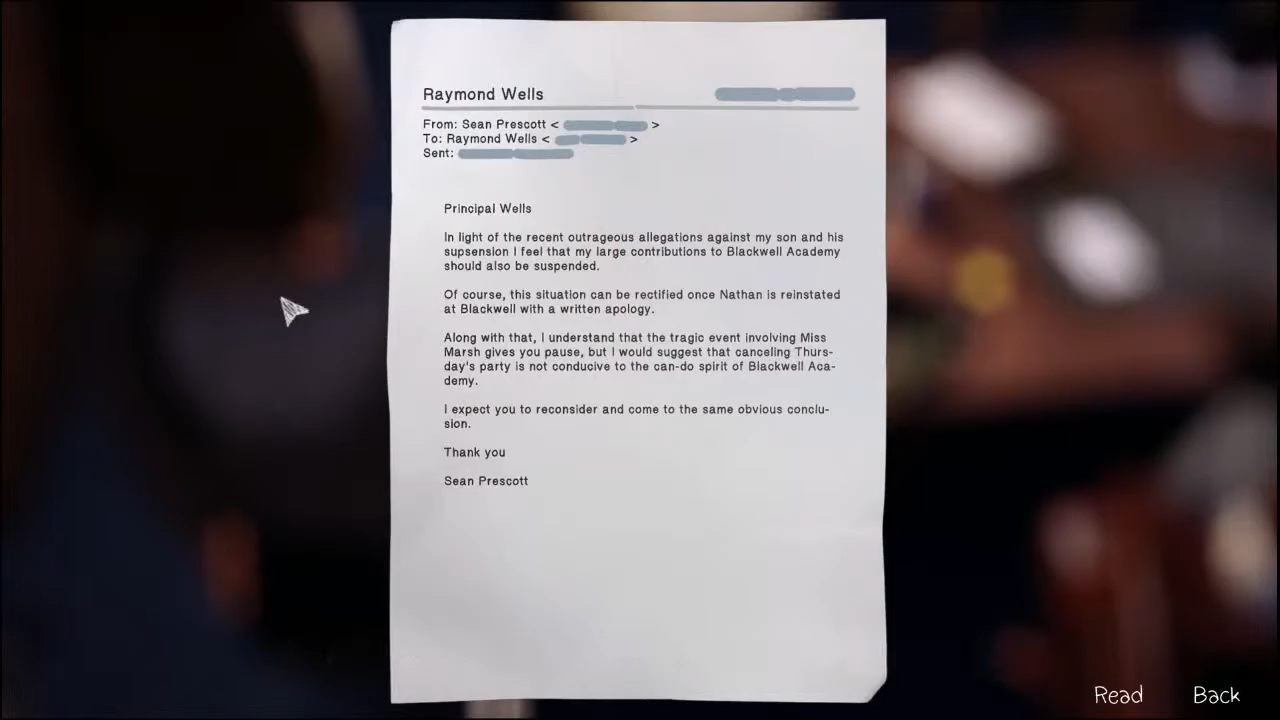 Raymond Wells
From: Sean Prescott < >
To: Raymond Wells < >
Sent:
Principal Wells
In light of the recent outrageous allegations against my son and his
supsension I feel that my large contributions to Blackwell Academy
should also be suspended.
Of course, this situation can be rectified once Nathan is reinstated
at Blackwell with a written apology.
Along with that, I understand that the tragic event involving Miss
Marsh gives you pause, but I would suggest that canceling Thurs-
day's party is not conducive to the can-do spirit of Blackwell Aca-
demy.
I expect you to reconsider and come to the same obvious conclu-
sion.
Thank you
Sean Prescott
Read Back